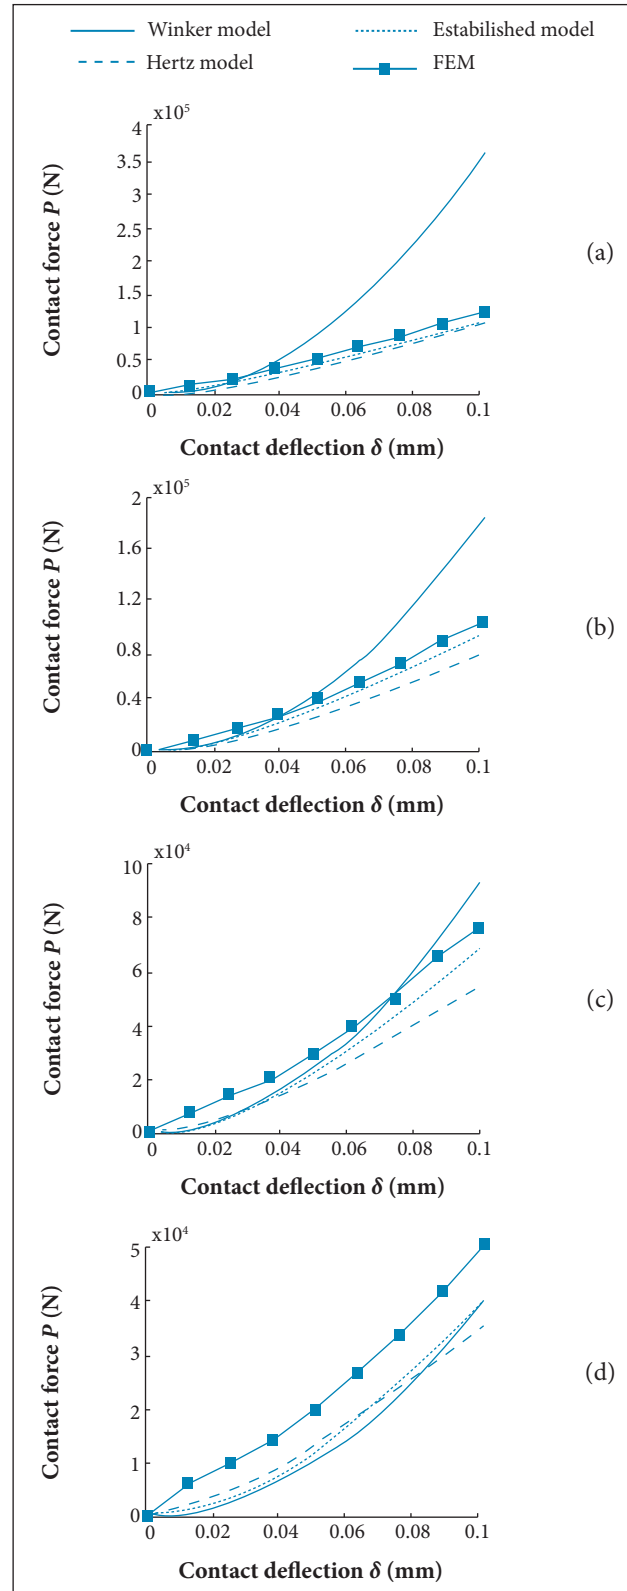 Winker model
Estabilished model
Hertz model
FEM
x10⁵
4
3.5
3
2.5
2
1.5
1
0.5
0
0 0.02 0.04 0.06 0.08 0.1
Contact force P (N)
Contact deflection δ (mm)
(a)
x10⁵
2
1.6
1.2
0.8
0.4
0
0 0.02 0.04 0.06 0.08 0.1
Contact force P (N)
Contact deflection δ (mm)
(b)
x10⁴
10
8
6
4
2
0
0 0.02 0.04 0.06 0.08 0.1
Contact force P (N)
Contact deflection δ (mm)
(c)
x10⁴
5
4
3
2
1
0
0 0.02 0.04 0.06 0.08 0.1
Contact force P (N)
Contact deflection δ (mm)
(d)